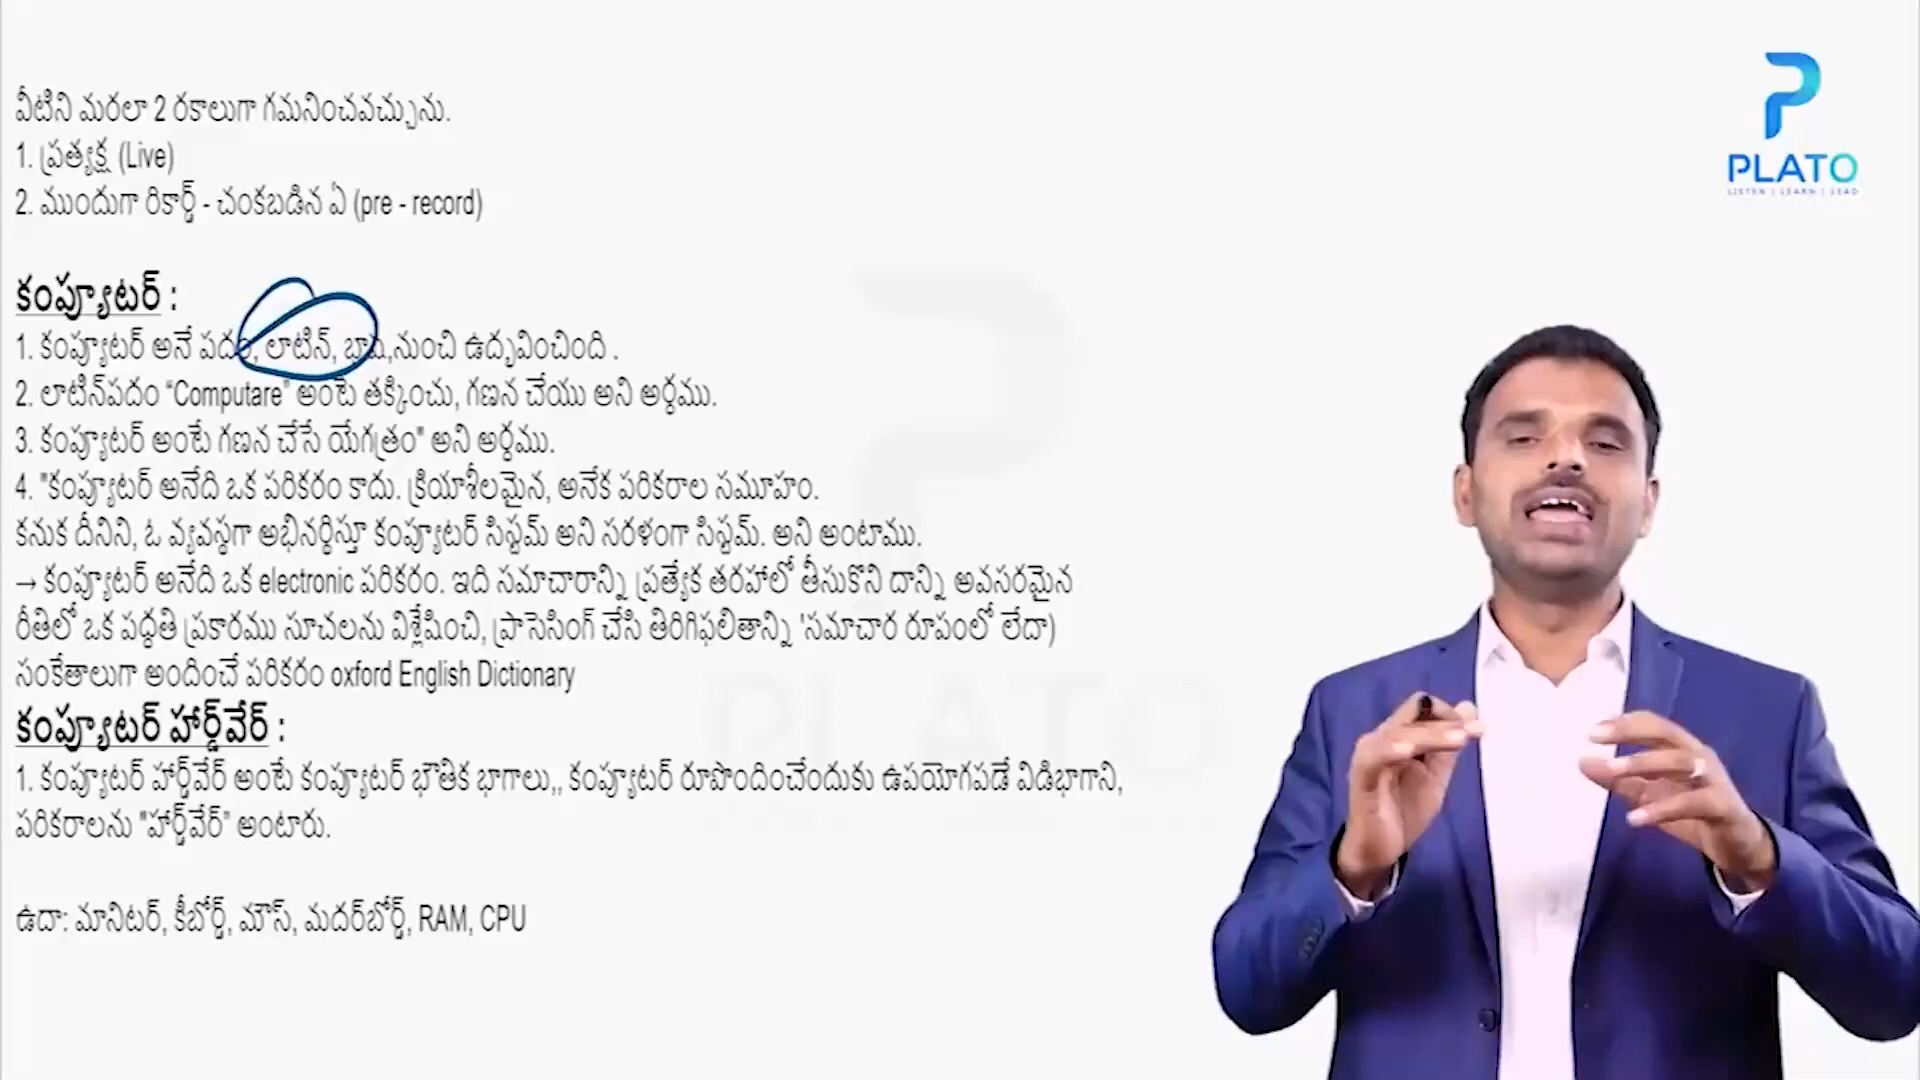 వీటిని మరలా 2 రకాలుగా గమనించవచ్చును.
1. ప్రత్యక్ష (Live)
2. ముందుగా రికార్డ్ - చంకబడిన ఏ (pre - record)
PLATO
LISTEN | LEARN | LEAD
కంప్యూటర్ :
1. కంప్యూటర్ అనే పదం, లాటిన్, భాష,నుంచి ఉద్భవించింది .
2. లాటిన్‌పదం “Computare” అంటే తక్కించు, గణన చేయు అని అర్థము.
3. కంప్యూటర్ అంటే గణన చేసే యేగత్రం" అని అర్థము.
4. "కంప్యూటర్ అనేది ఒక పరికరం కాదు. క్రియాశీలమైన, అనేక పరికరాల సమూహం.
కనుక దీనిని, ఓ వ్యవస్థగా అభినర్థిస్తూ కంప్యూటర్ సిస్టమ్ అని సరళంగా సిస్టమ్. అని అంటాము.
→ కంప్యూటర్ అనేది ఒక electronic పరికరం. ఇది సమాచారాన్ని ప్రత్యేక తరహాలో తీసుకొని దాన్ని అవసరమైన
రీతిలో ఒక పద్ధతి ప్రకారము సూచలను విశ్లేషించి, ప్రాసెసింగ్ చేసి తిరిగిఫలితాన్ని 'సమాచార రూపంలో లేదా)
సంకేతాలుగా అందించే పరికరం oxford English Dictionary
కంప్యూటర్ హార్డ్‌వేర్ :
1. కంప్యూటర్ హార్డ్‌వేర్ అంటే కంప్యూటర్ భౌతిక భాగాలు,, కంప్యూటర్ రూపొందించేందుకు ఉపయోగపడే విడిభాగాని,
పరికరాలను "హార్డ్‌వేర్" అంటారు.
ఉదా: మానిటర్, కీబోర్డ్, మౌస్, మదర్‌బోర్డ్, RAM, CPU